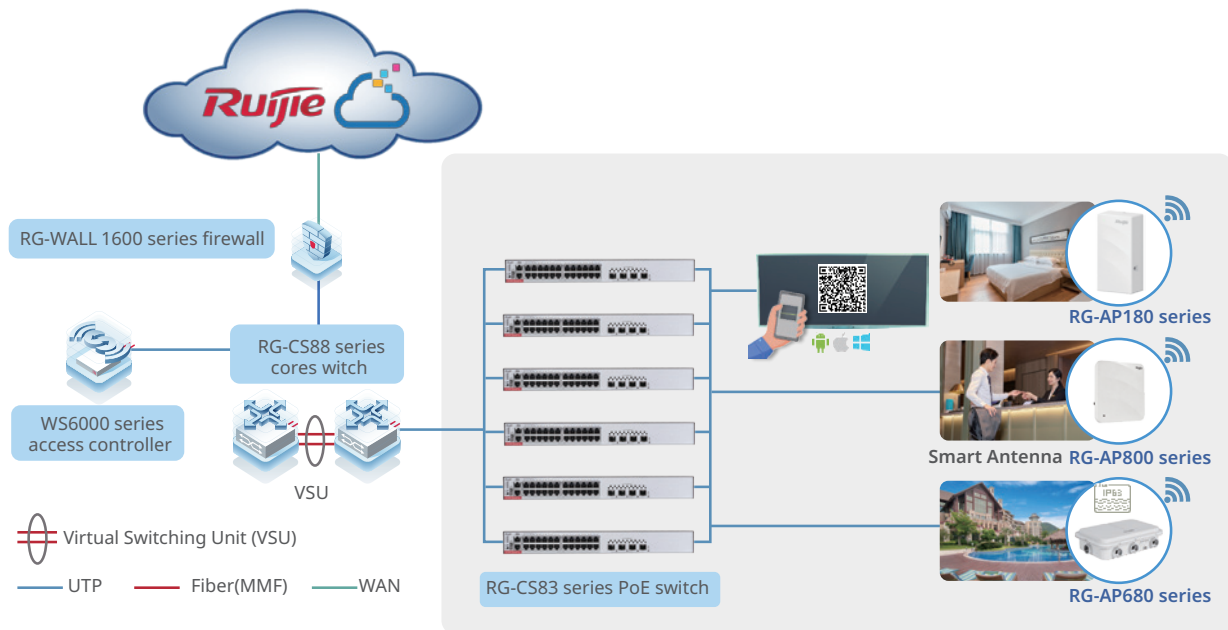 Ruijie
RG-WALL 1600 series firewall
RG-CS88 series
cores witch
WS6000 series
access controller
VSU
Virtual Switching Unit (VSU)
UTP
Fiber(MMF)
WAN
RG-CS83 series PoE switch
RG-AP180 series
Smart Antenna
RG-AP800 series
RG-AP680 series